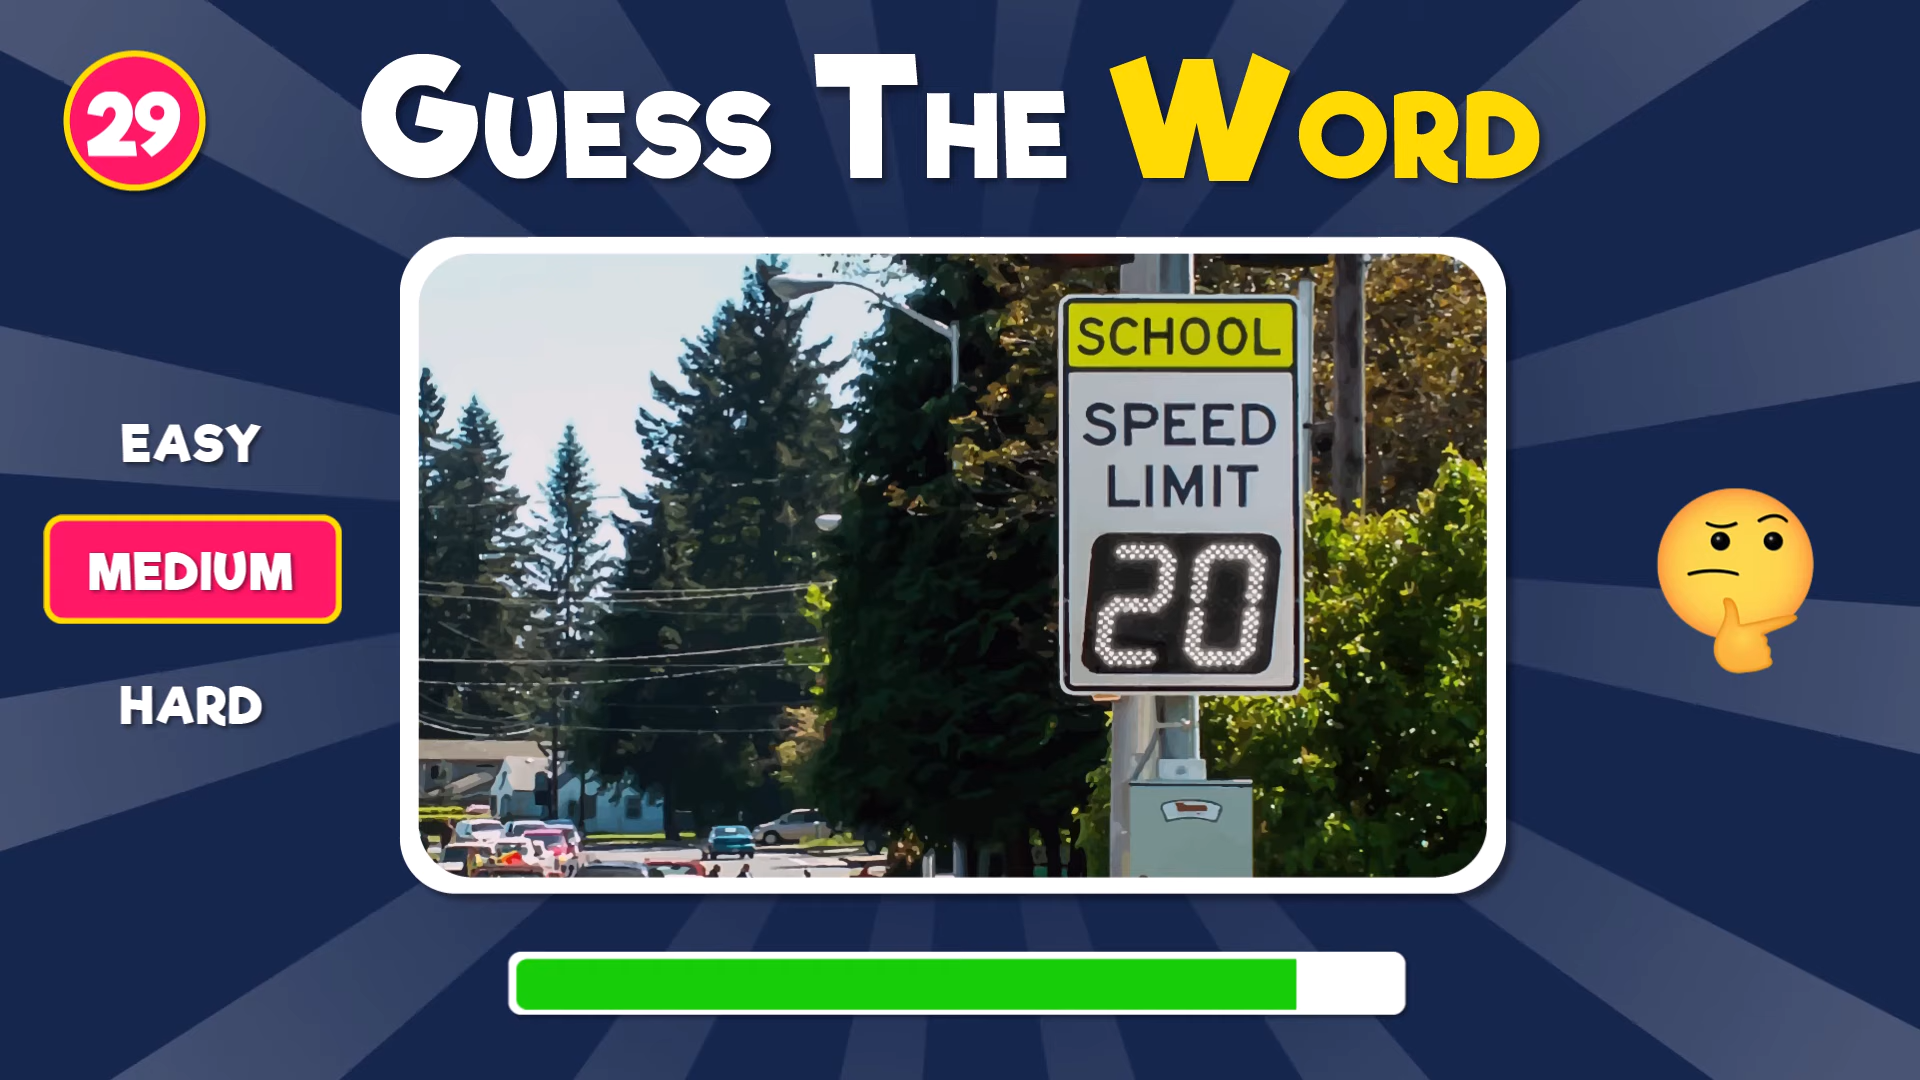 29
GUESS THE WORD
SCHOOL
SPEED
LIMIT
20
EASY
MEDIUM
HARD